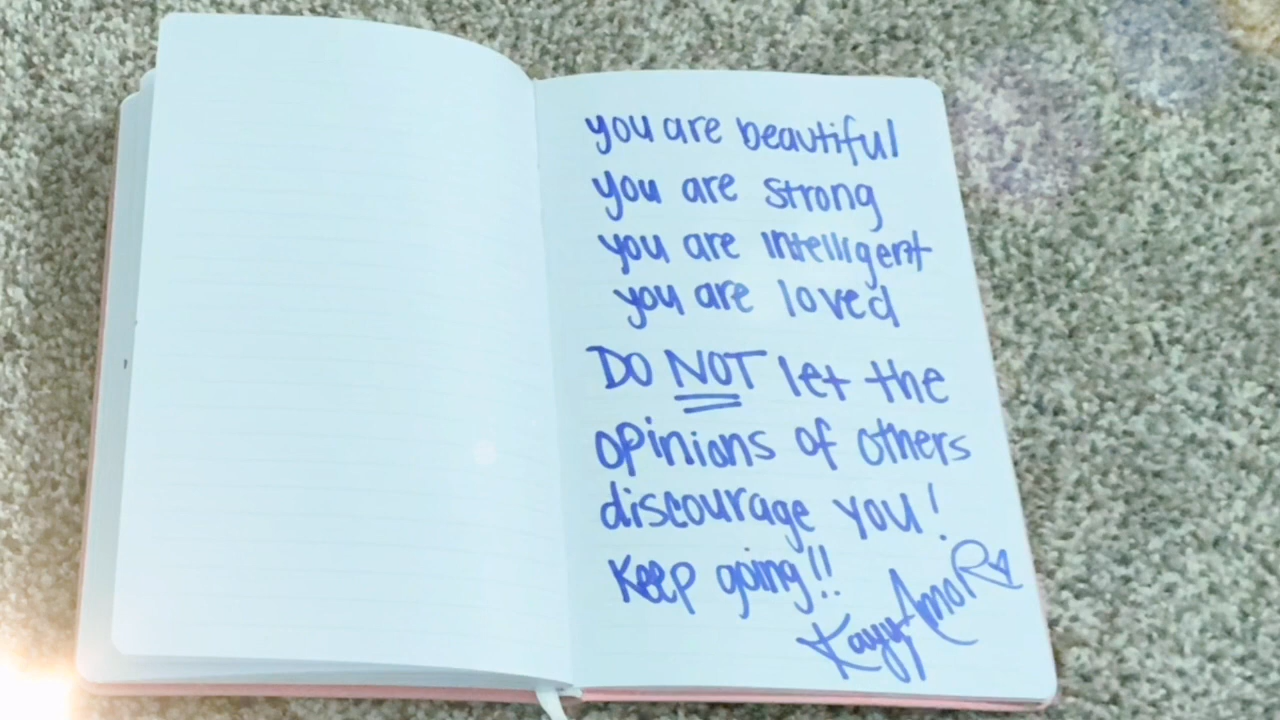 you are beautiful
you are strong
you are intelligent
you are loved
DO NOT let the
opinions of others
discourage you!
Keep going!!
KayyAmoR